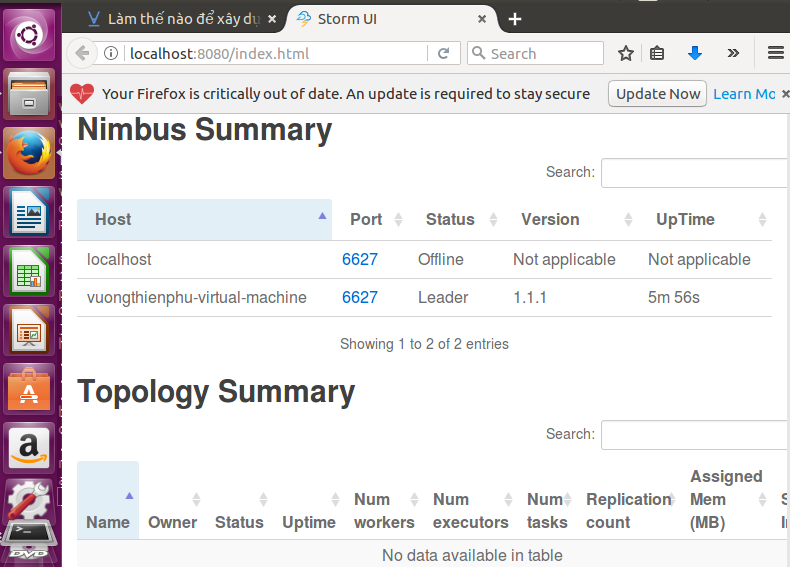 Làm thế nào để xây dự
Storm UI
localhost:8080/index.html
Search
Your Firefox is critically out of date. An update is required to stay secure
Update Now
Learn Mo
Nimbus Summary
Search:
Host Port Status Version UpTime
localhost 6627 Offline Not applicable Not applicable
vuongthienphu-virtual-machine 6627 Leader 1.1.1 5m 56s
Showing 1 to 2 of 2 entries
Topology Summary
Search:
Assigned
Num Num Num Replication Mem S
Name Owner Status Uptime workers executors tasks count (MB) I
No data available in table